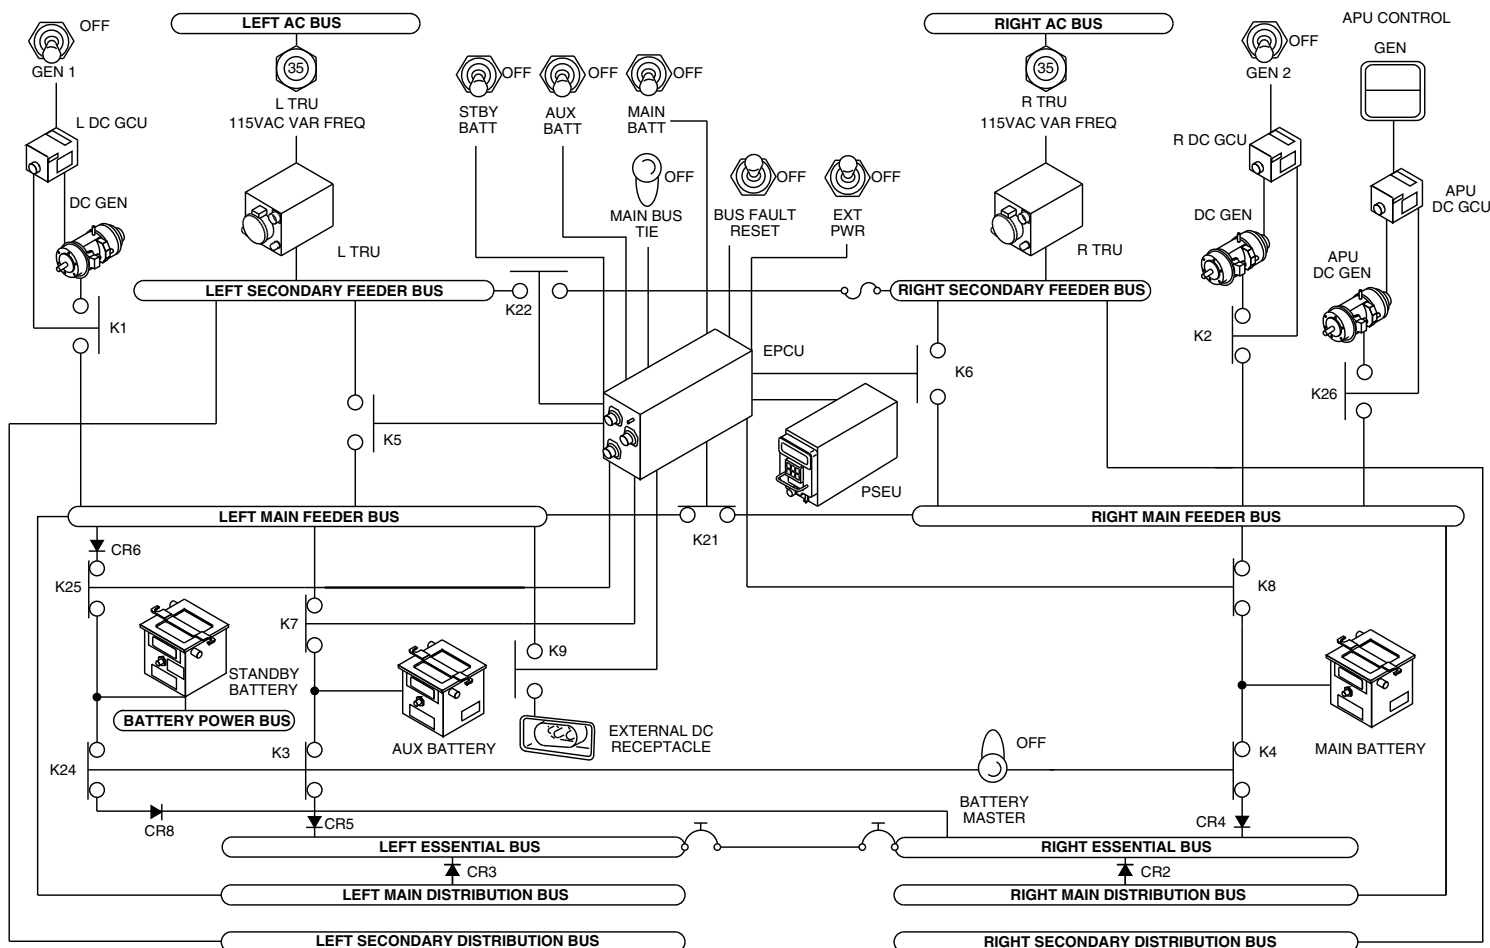 LEFT AC BUS
RIGHT AC BUS
APU CONTROL
OFF
GEN 1
35
L TRU
115VAC VAR FREQ
OFF
STBY
BATT
OFF
AUX
BATT
OFF
MAIN
BATT
35
R TRU
115VAC VAR FREQ
OFF
GEN 2
GEN
L DC GCU
R DC GCU
OFF
MAIN BUS
TIE
OFF
BUS FAULT
RESET
OFF
EXT
PWR
APU
DC GCU
DC GEN
DC GEN
L TRU
R TRU
APU
DC GEN
LEFT SECONDARY FEEDER BUS
K22
RIGHT SECONDARY FEEDER BUS
K1
K2
EPCU
K6
K26
K5
PSEU
LEFT MAIN FEEDER BUS
K21
RIGHT MAIN FEEDER BUS
CR6
K25
K8
K7
K9
STANDBY
BATTERY
BATTERY POWER BUS
AUX BATTERY
EXTERNAL DC
RECEPTACLE
MAIN BATTERY
K24
K3
OFF
K4
BATTERY
MASTER
CR8
CR5
CR4
LEFT ESSENTIAL BUS
RIGHT ESSENTIAL BUS
CR3
CR2
LEFT MAIN DISTRIBUTION BUS
RIGHT MAIN DISTRIBUTION BUS
LEFT SECONDARY DISTRIBUTION BUS
RIGHT SECONDARY DISTRIBUTION BUS